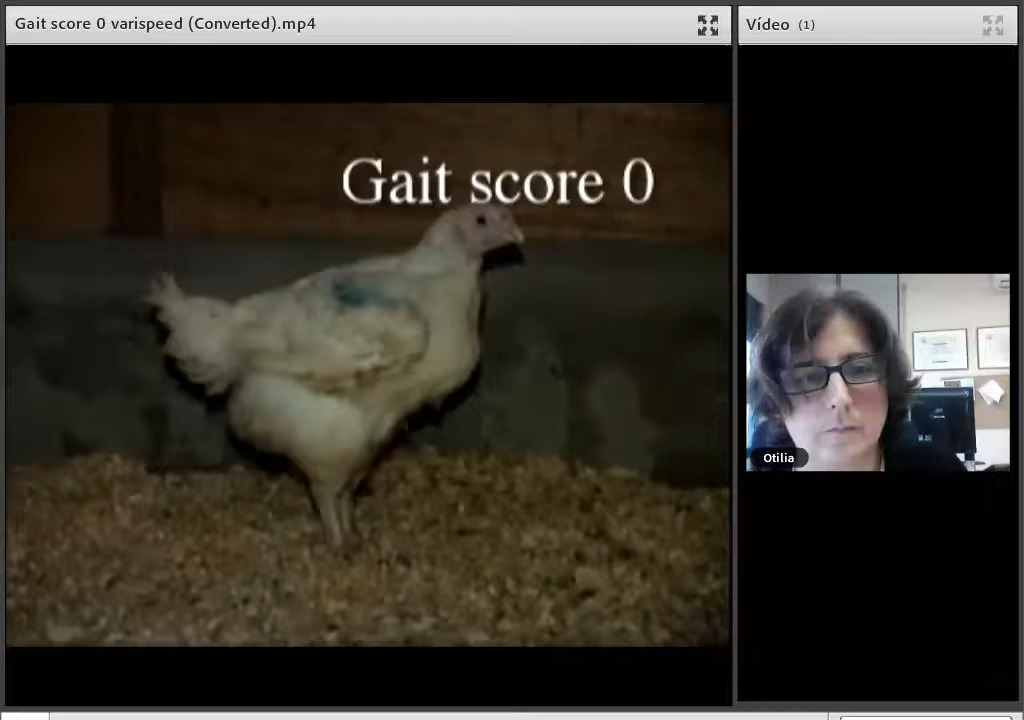 Gait score 0 varispeed (Converted).mp4
Vídeo (1)
Gait score 0
Otilia